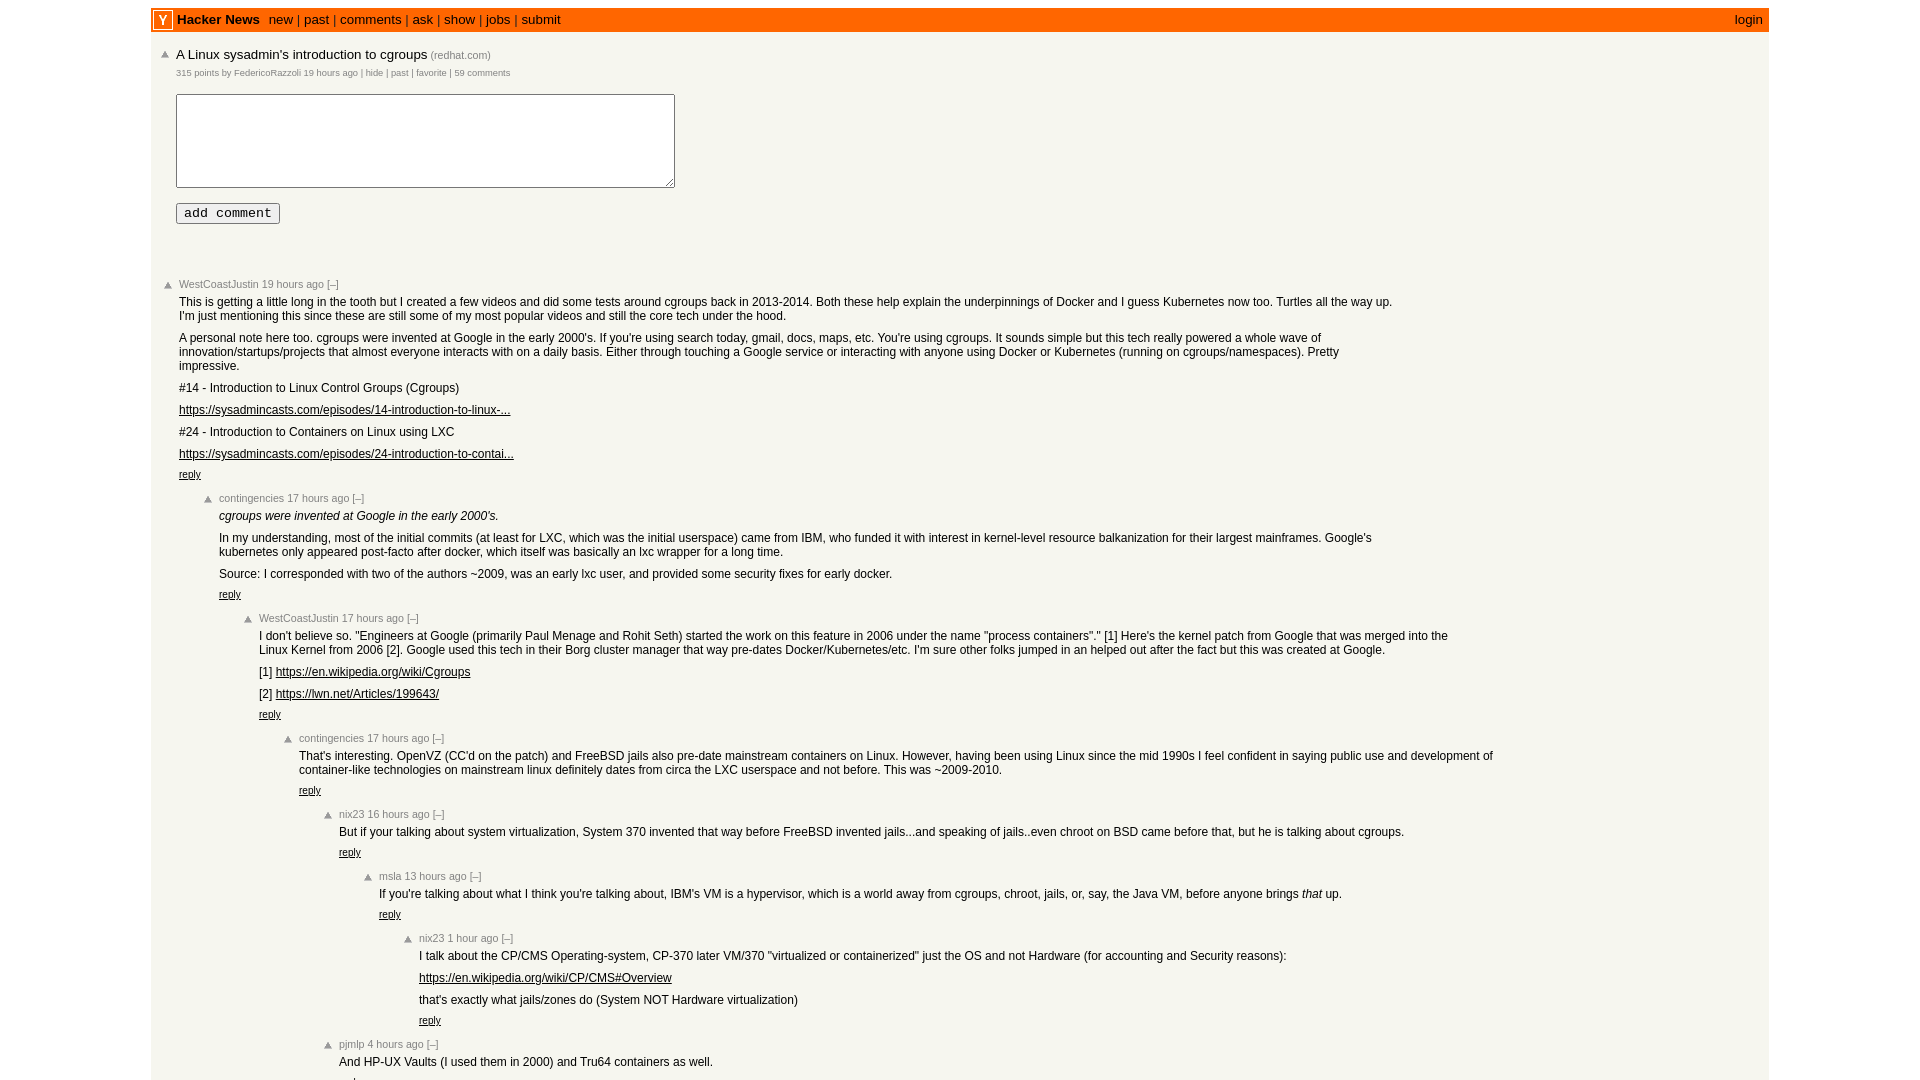 Y Hacker News new | past | comments | ask | show | jobs | submit login
A Linux sysadmin's introduction to cgroups (redhat.com)
315 points by FedericoRazzoli 19 hours ago | hide | past | favorite | 59 comments
add comment
WestCoastJustin 19 hours ago [–]
This is getting a little long in the tooth but I created a few videos and did some tests around cgroups back in 2013-2014. Both these help explain the underpinnings of Docker and I guess Kubernetes now too. Turtles all the way up.
I'm just mentioning this since these are still some of my most popular videos and still the core tech under the hood.
A personal note here too. cgroups were invented at Google in the early 2000's. If you're using search today, gmail, docs, maps, etc. You're using cgroups. It sounds simple but this tech really powered a whole wave of
innovation/startups/projects that almost everyone interacts with on a daily basis. Either through touching a Google service or interacting with anyone using Docker or Kubernetes (running on cgroups/namespaces). Pretty
impressive.
#14 - Introduction to Linux Control Groups (Cgroups)
https://sysadmincasts.com/episodes/14-introduction-to-linux-...
#24 - Introduction to Containers on Linux using LXC
https://sysadmincasts.com/episodes/24-introduction-to-contai...
reply
contingencies 17 hours ago [–]
cgroups were invented at Google in the early 2000's.
In my understanding, most of the initial commits (at least for LXC, which was the initial userspace) came from IBM, who funded it with interest in kernel-level resource balkanization for their largest mainframes. Google's
kubernetes only appeared post-facto after docker, which itself was basically an lxc wrapper for a long time.
Source: I corresponded with two of the authors ~2009, was an early lxc user, and provided some security fixes for early docker.
reply
WestCoastJustin 17 hours ago [–]
I don't believe so. "Engineers at Google (primarily Paul Menage and Rohit Seth) started the work on this feature in 2006 under the name "process containers"." [1] Here's the kernel patch from Google that was merged into the
Linux Kernel from 2006 [2]. Google used this tech in their Borg cluster manager that way pre-dates Docker/Kubernetes/etc. I'm sure other folks jumped in an helped out after the fact but this was created at Google.
[1] https://en.wikipedia.org/wiki/Cgroups
[2] https://lwn.net/Articles/199643/
reply
contingencies 17 hours ago [–]
That's interesting. OpenVZ (CC'd on the patch) and FreeBSD jails also pre-date mainstream containers on Linux. However, having been using Linux since the mid 1990s I feel confident in saying public use and development of
container-like technologies on mainstream linux definitely dates from circa the LXC userspace and not before. This was ~2009-2010.
reply
nix23 16 hours ago [–]
But if your talking about system virtualization, System 370 invented that way before FreeBSD invented jails...and speaking of jails..even chroot on BSD came before that, but he is talking about cgroups.
reply
msla 13 hours ago [–]
If you're talking about what I think you're talking about, IBM's VM is a hypervisor, which is a world away from cgroups, chroot, jails, or, say, the Java VM, before anyone brings that up.
reply
nix23 1 hour ago [–]
I talk about the CP/CMS Operating-system, CP-370 later VM/370 "virtualized or containerized" just the OS and not Hardware (for accounting and Security reasons):
https://en.wikipedia.org/wiki/CP/CMS#Overview
that's exactly what jails/zones do (System NOT Hardware virtualization)
reply
pjmlp 4 hours ago [–]
And HP-UX Vaults (I used them in 2000) and Tru64 containers as well.